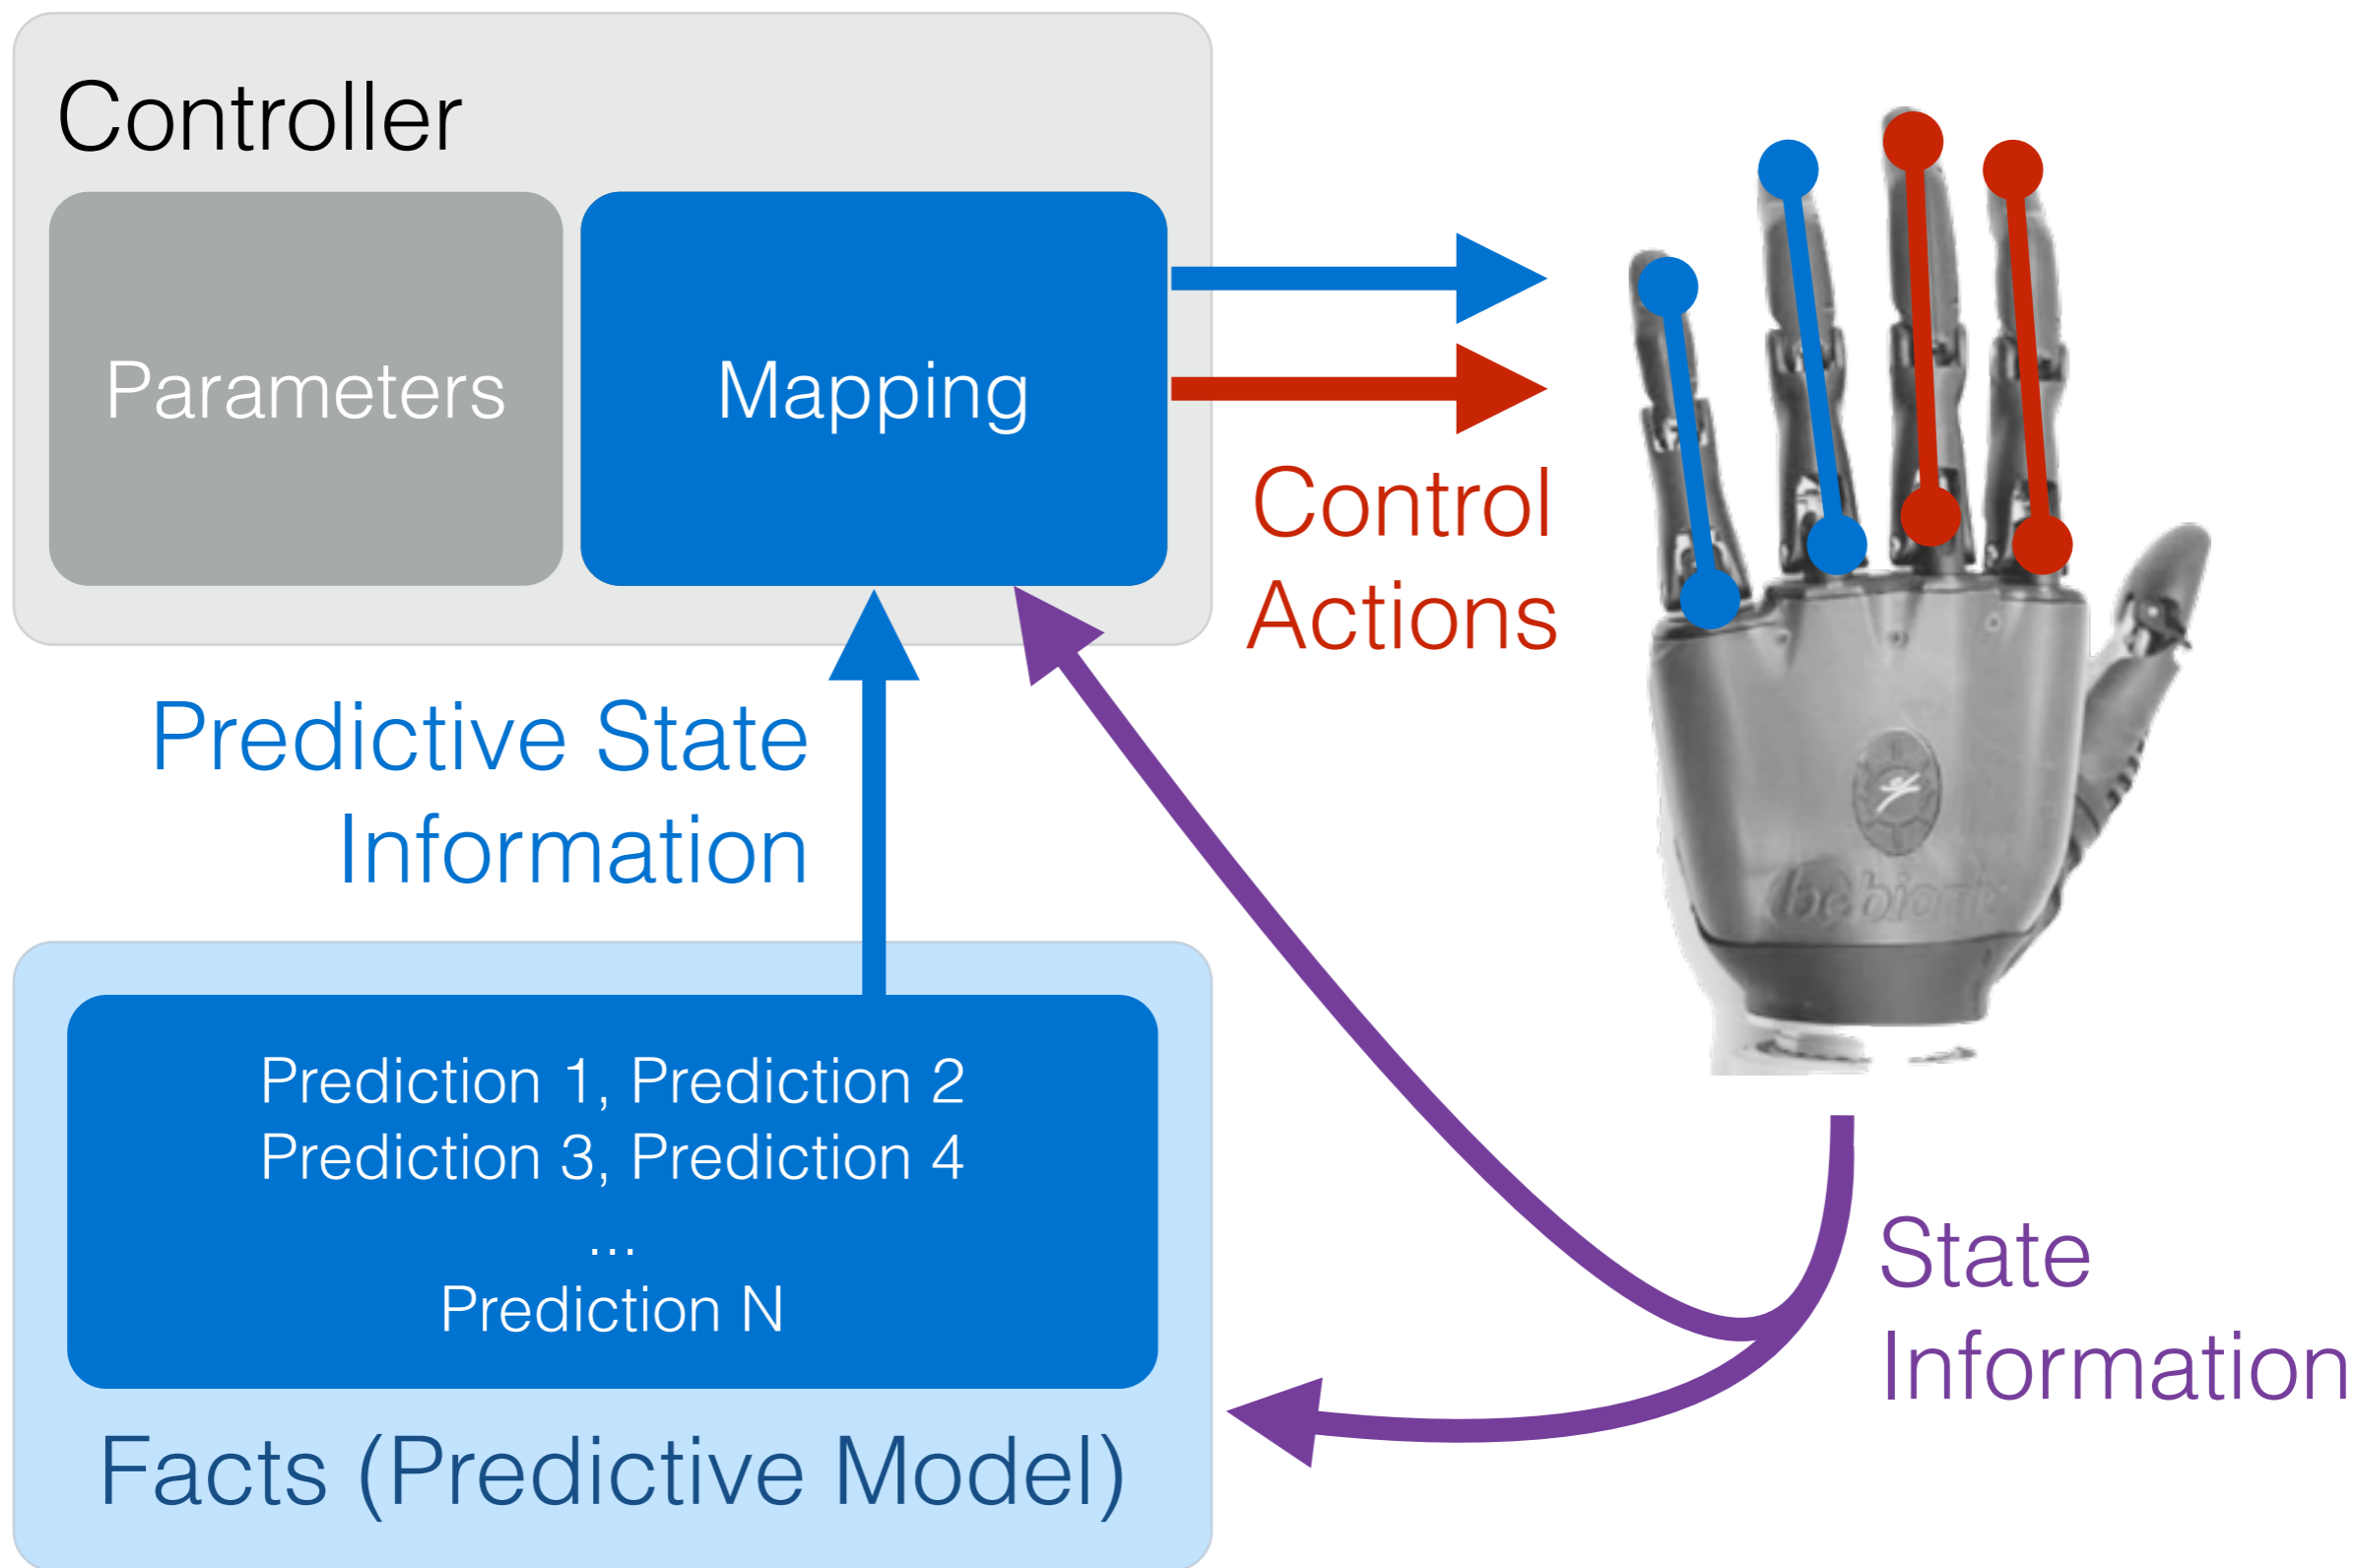 Controller
Parameters
Mapping
Control
Actions
Predictive State
Information
Prediction 1, Prediction 2
Prediction 3, Prediction 4
...
Prediction N
Facts (Predictive Model)
State
Information
bebionic